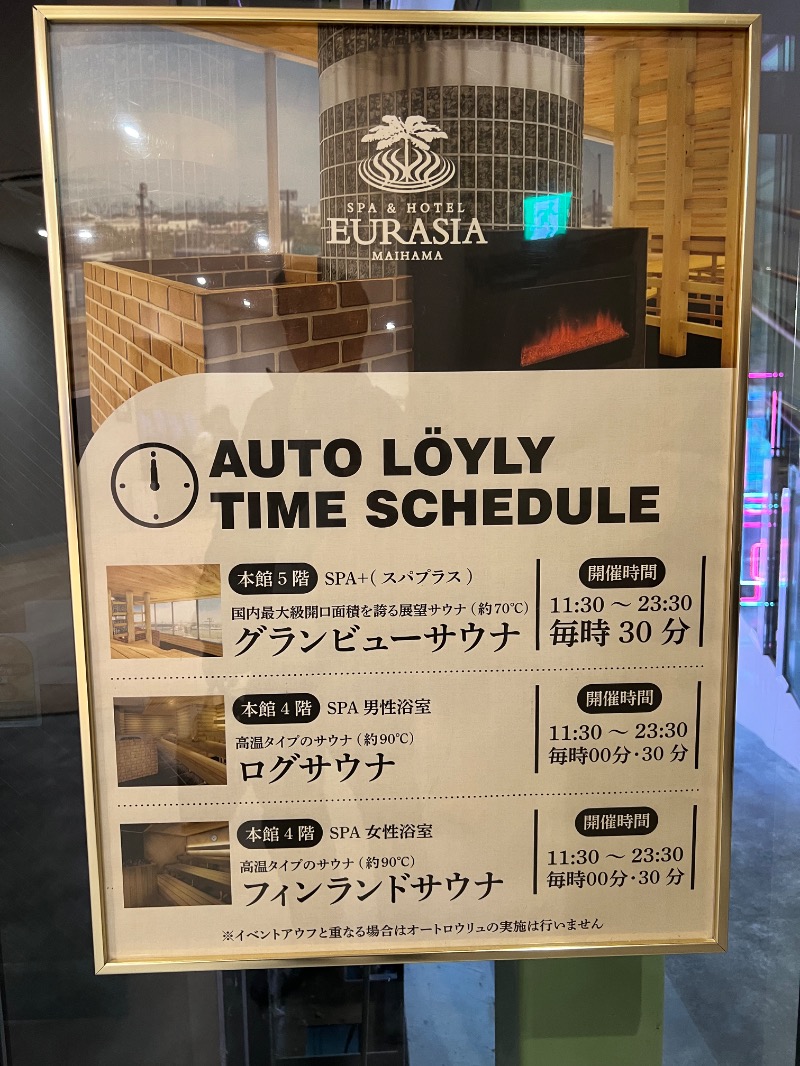 SPA & HOTEL
EURASIA
MAIHAMA
AUTO LÖYLY
TIME SCHEDULE
本館5階 SPA+(スパプラス)
国内最大級開口面積を誇る展望サウナ(約70℃)
グランビューサウナ
開催時間
11:30 ～ 23:30
毎時30分
本館4階 SPA 男性浴室
高温タイプのサウナ(約90℃)
ログサウナ
開催時間
11:30 ～ 23:30
毎時00分・30分
本館4階 SPA 女性浴室
高温タイプのサウナ(約90℃)
フィンランドサウナ
開催時間
11:30 ～ 23:30
毎時00分・30分
※イベントアウフと重なる場合はオートロウリュの実施は行いません